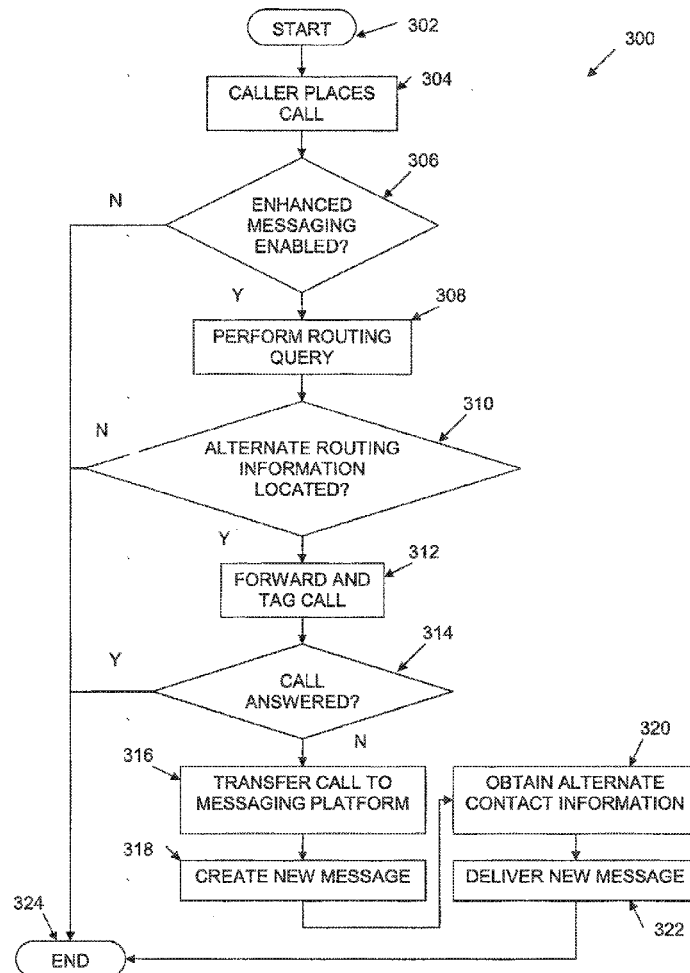 START
302
300
304
CALLER PLACES
CALL
306
N
ENHANCED
MESSAGING
ENABLED?
Y
308
PERFORM ROUTING
QUERY
310
N
ALTERNATE ROUTING
INFORMATION
LOCATED?
Y
312
FORWARD AND
TAG CALL
314
Y
CALL
ANSWERED?
N
316
320
TRANSFER CALL TO
MESSAGING PLATFORM
OBTAIN ALTERNATE
CONTACT INFORMATION
318
CREATE NEW MESSAGE
DELIVER NEW MESSAGE
324
322
END